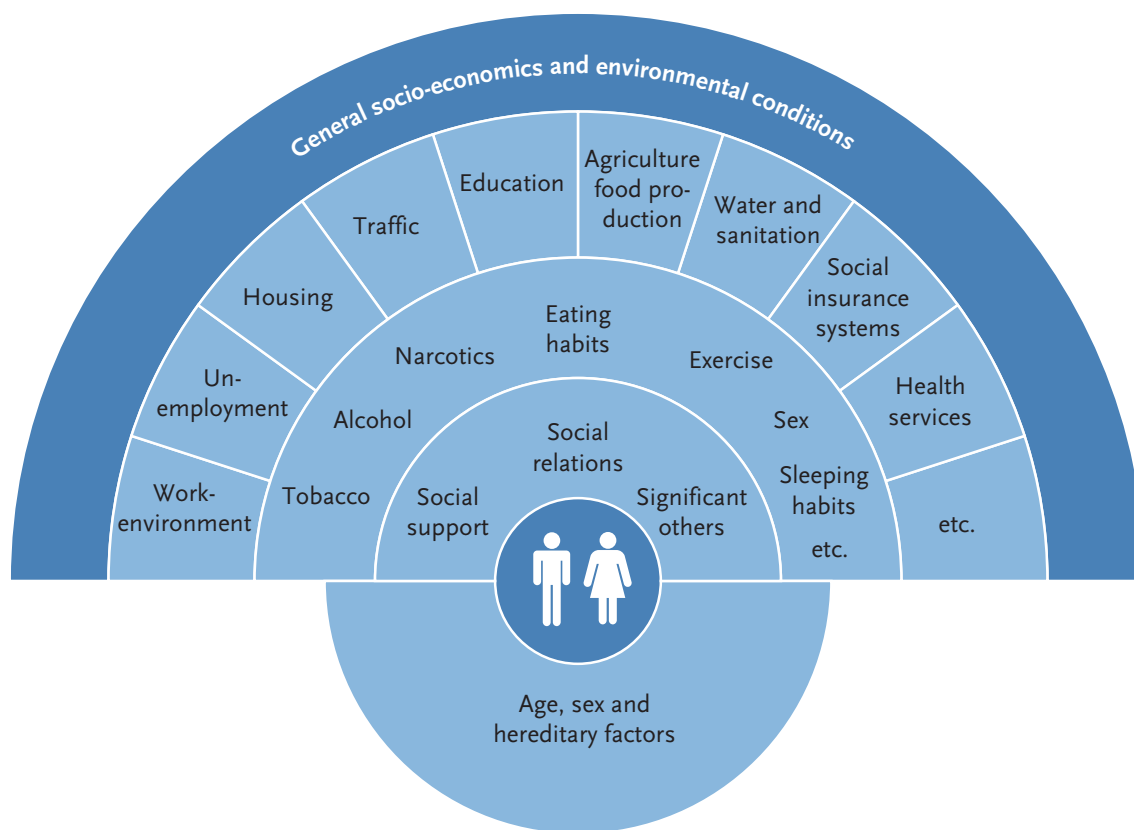 General socio-economics and environmental conditions
Work-
environment
Un-
employment
Housing
Traffic
Education
Agriculture
food pro-
duction
Water and
sanitation
Social
insurance
systems
Health
services
etc.
Tobacco
Alcohol
Narcotics
Eating
habits
Exercise
Sex
Sleeping
habits
etc.
Social
support
Social
relations
Significant
others
Age, sex and
hereditary factors